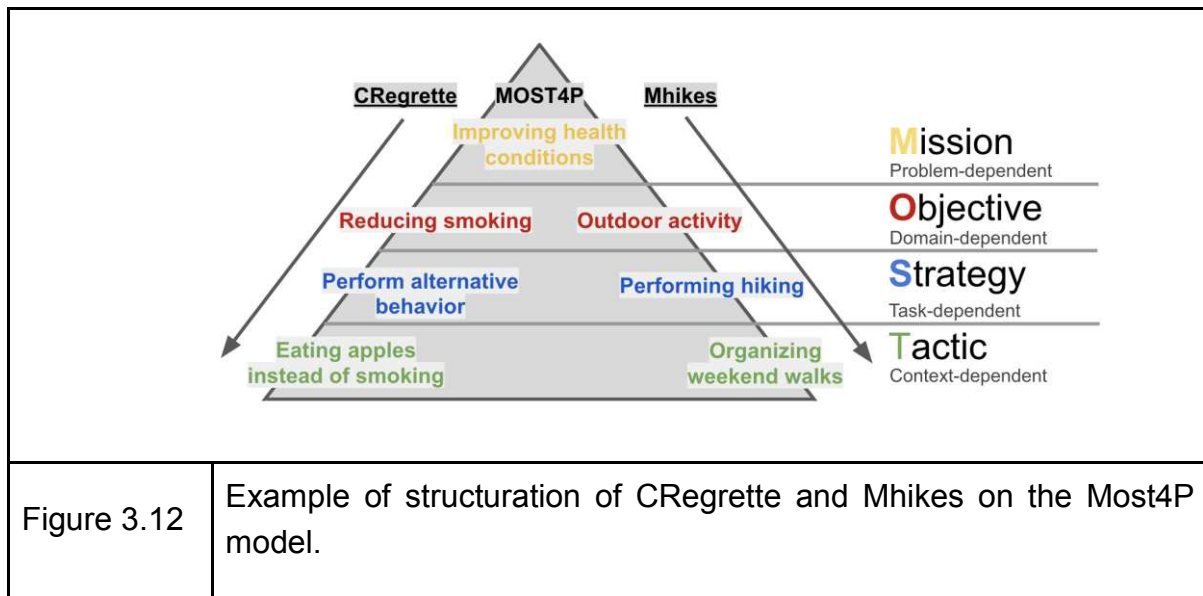 CRegrette MOST4P Mhikes
Improving health
conditions
Mission
Problem-dependent
Reducing smoking Outdoor activity
Objective
Domain-dependent
Perform alternative
behavior
Performing hiking
Strategy
Task-dependent
Eating apples
instead of smoking
Organizing
weekend walks
Tactic
Context-dependent
Figure 3.12
Example of structuration of CRegrette and Mhikes on the Most4P
model.